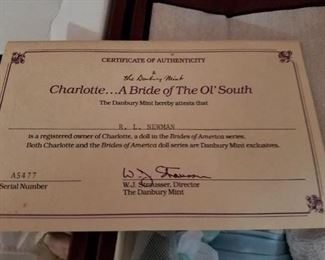 CERTIFICATE OF AUTHENTICITY
the Danbury Mint
Charlotte...A Bride of The Ol' South
The Danbury Mint hereby attests that
R. L. NEWMAN
is a registered owner of Charlotte, a doll in the Brides of America series.
Both Charlotte and the Brides of America doll series are Danbury Mint exclusives.
A5477
Serial Number
W.J. Strausser
W.J. Strausser, Director
The Danbury Mint